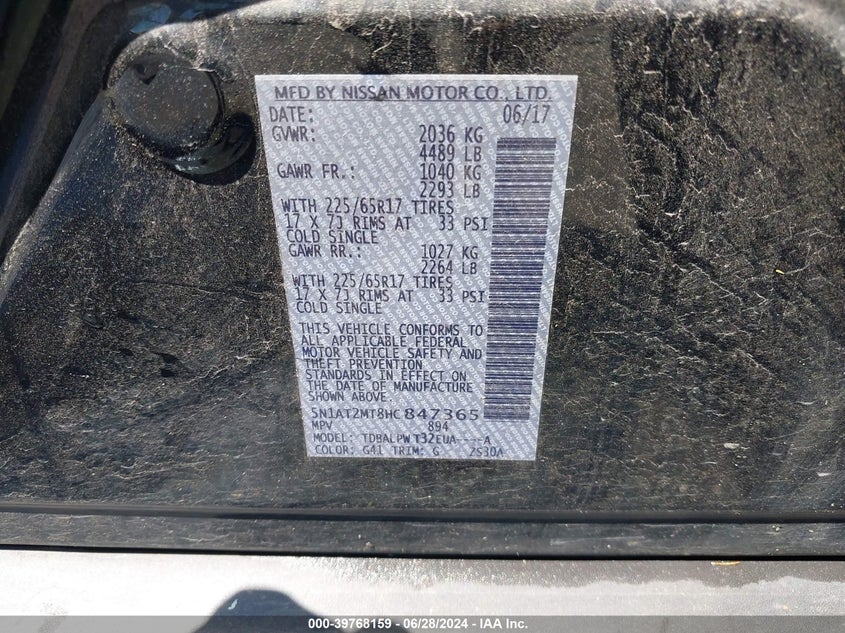 MFD BY NISSAN MOTOR CO., LTD.
DATE: 06/17
GVWR: 2036 KG
4489 LB
GAWR FR.: 1040 KG
2293 LB
WITH 225/65R17 TIRES
17 X 7J RIMS AT 33 PSI
COLD SINGLE
GAWR RR.: 1027 KG
2264 LB
WITH 225/65R17 TIRES
17 X 7J RIMS AT 33 PSI
COLD SINGLE
THIS VEHICLE CONFORMS TO
ALL APPLICABLE FEDERAL
MOTOR VEHICLE SAFETY AND
THEFT PREVENTION
STANDARDS IN EFFECT ON
THE DATE OF MANUFACTURE
SHOWN ABOVE.
5N1AT2MT8HC847365
MPV 894
MODEL: TDBALPWT32EUA----A
COLOR: G41 TRIM: G 2S30A
000-39768159 - 06/28/2024 - IAA Inc.